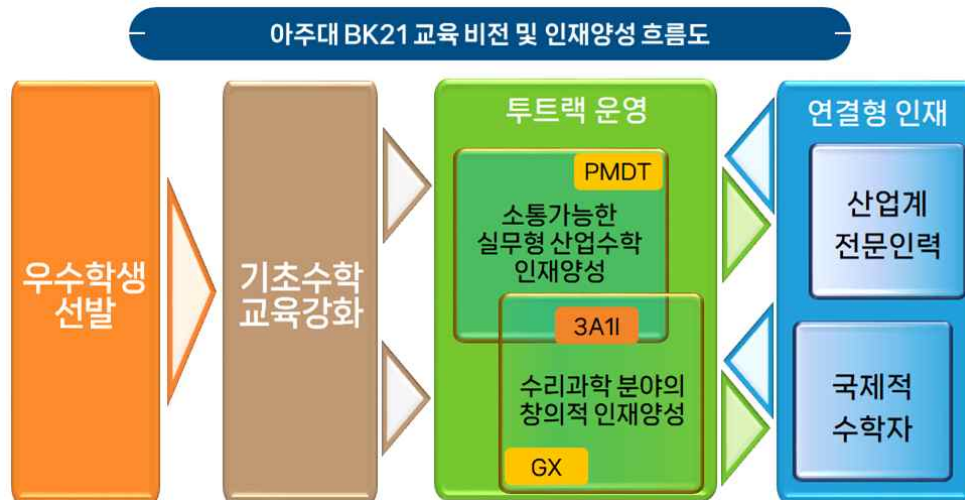 아주대 BK21 교육 비전 및 인재양성 흐름도
우수학생
선발
기초수학
교육강화
투트랙 운영
PMDT
소통가능한
실무형 산업수학
인재양성
3A1I
수리과학 분야의
창의적 인재양성
GX
연결형 인재
산업계
전문인력
국제적
수학자